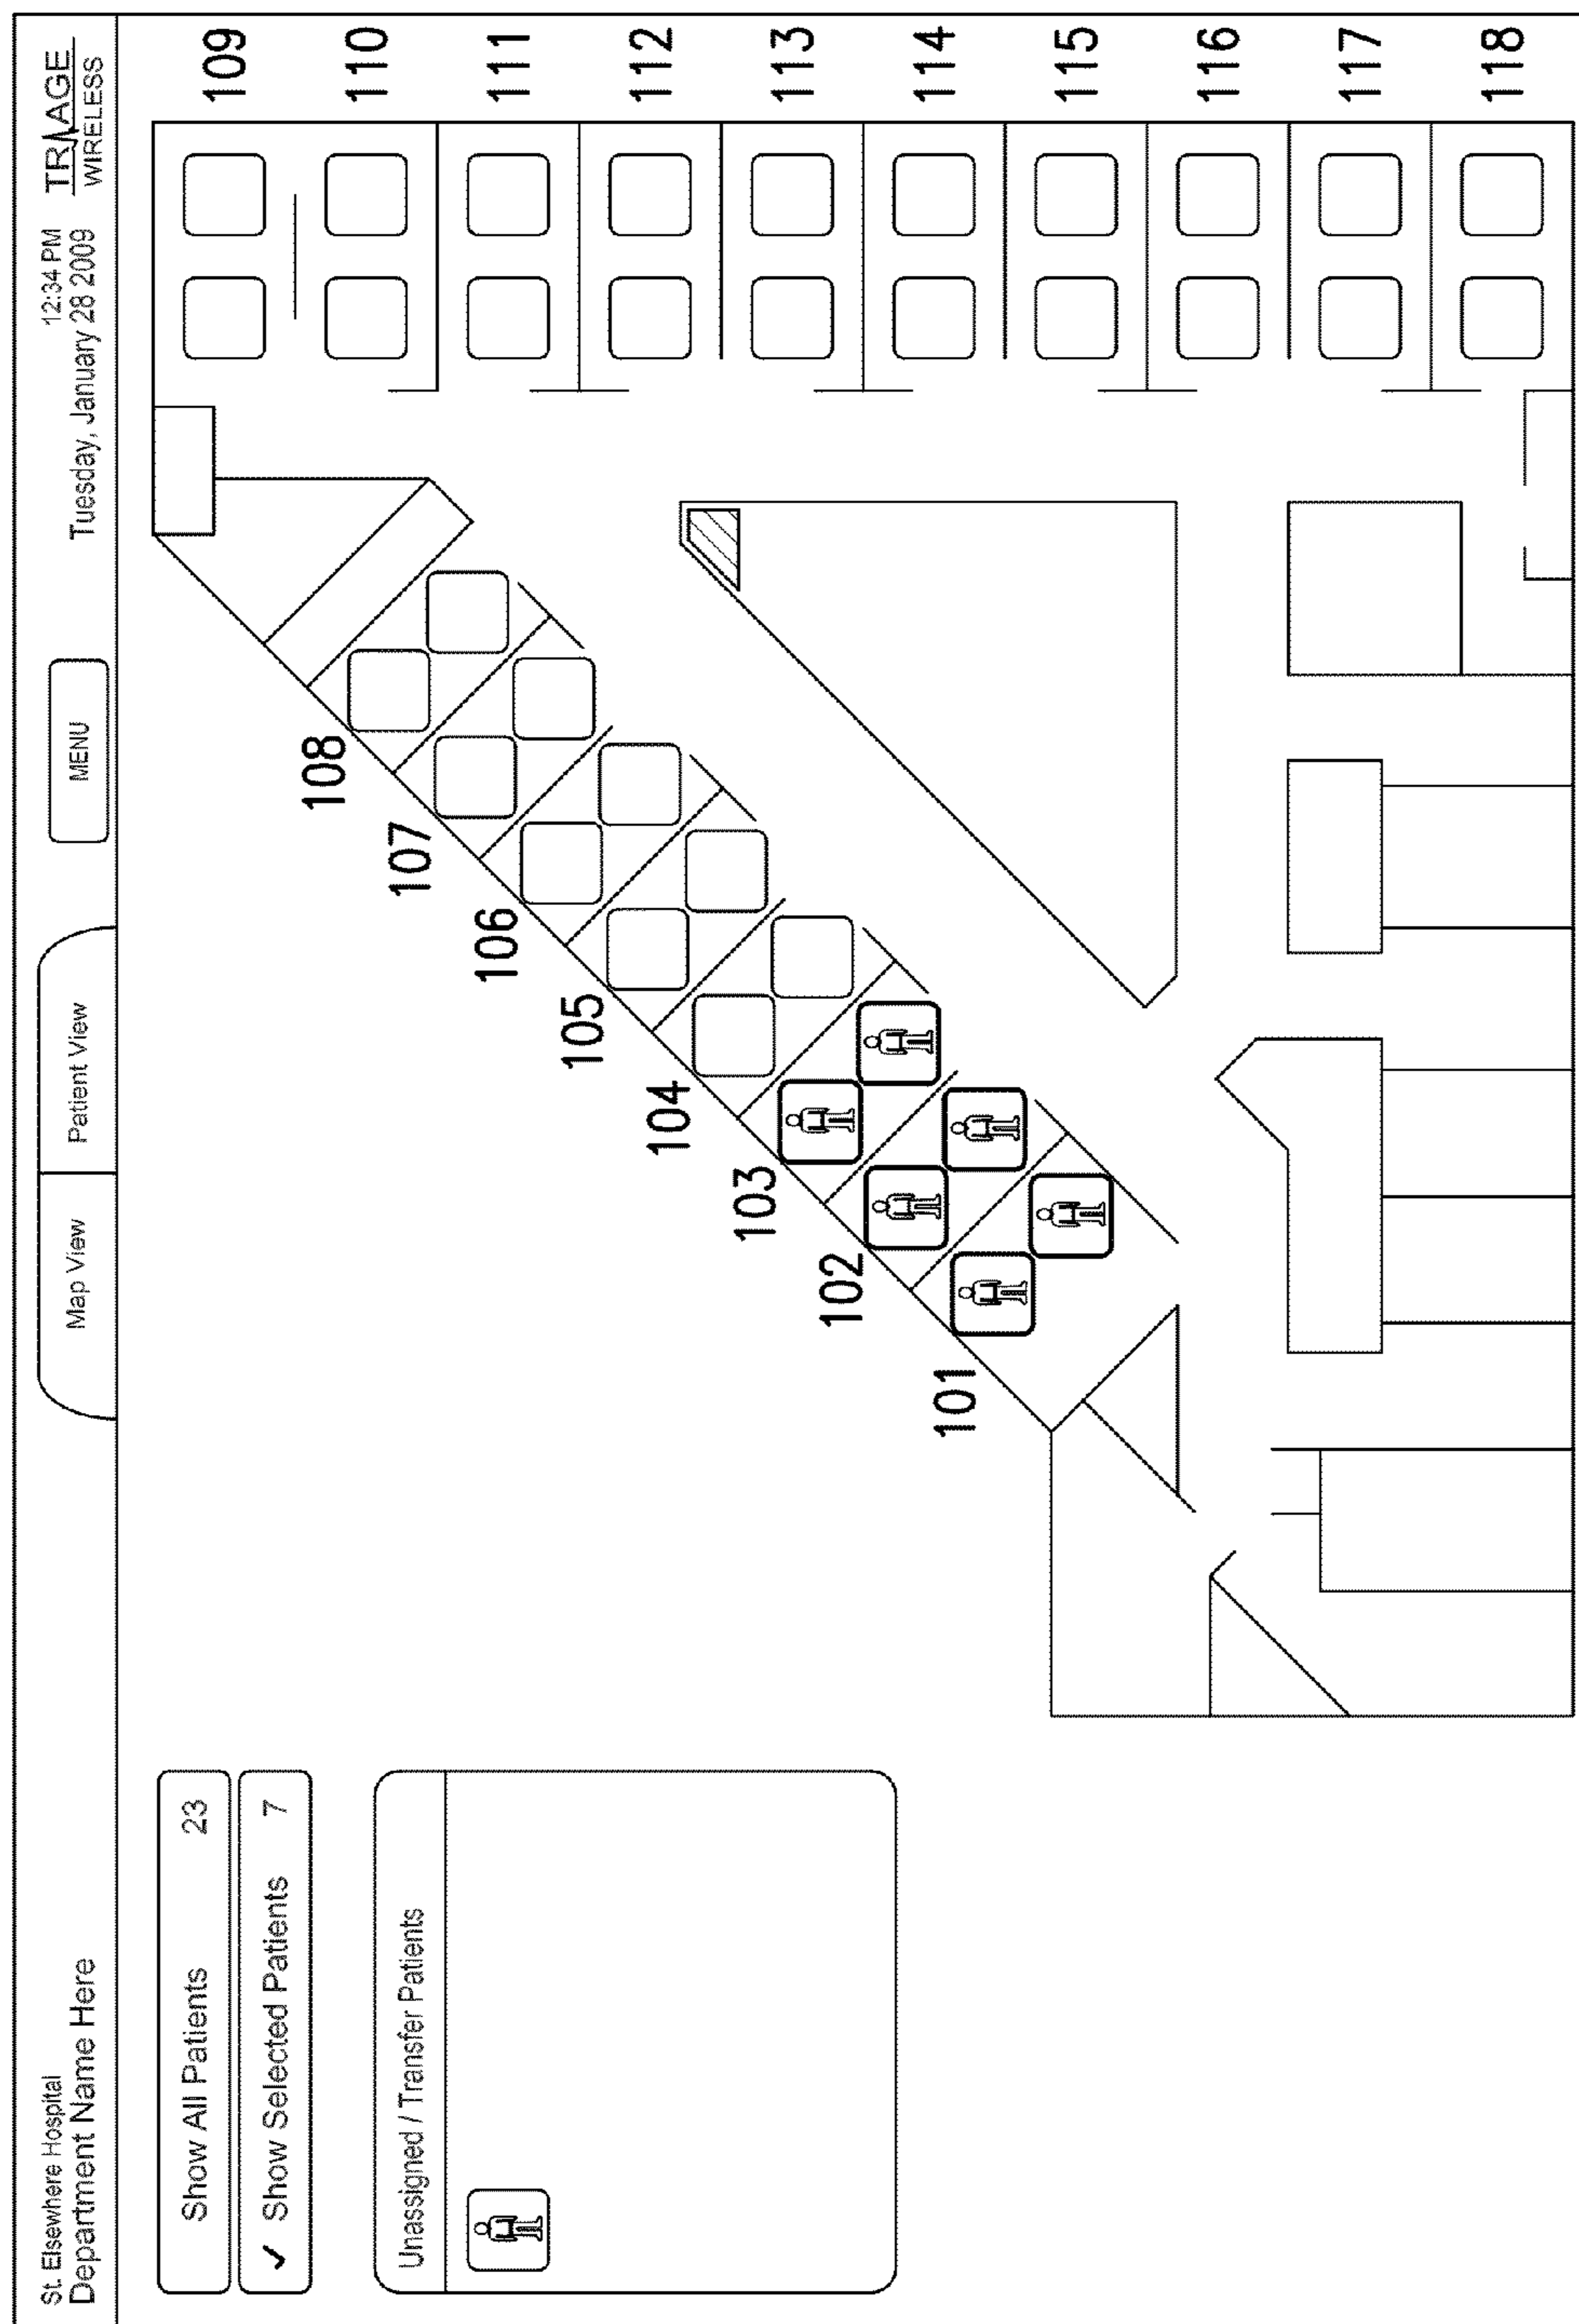 St. Elsewhere Hospital
Department Name Here
Map View
Patient View
MENU
12:34 PM
Tuesday, January 28 2009
TRIAGE
WIRELESS
Show All Patients 23
✓ Show Selected Patients 7
Unassigned / Transfer Patients
101
102
103
104
105
106
107
108
109
110
111
112
113
114
115
116
117
118